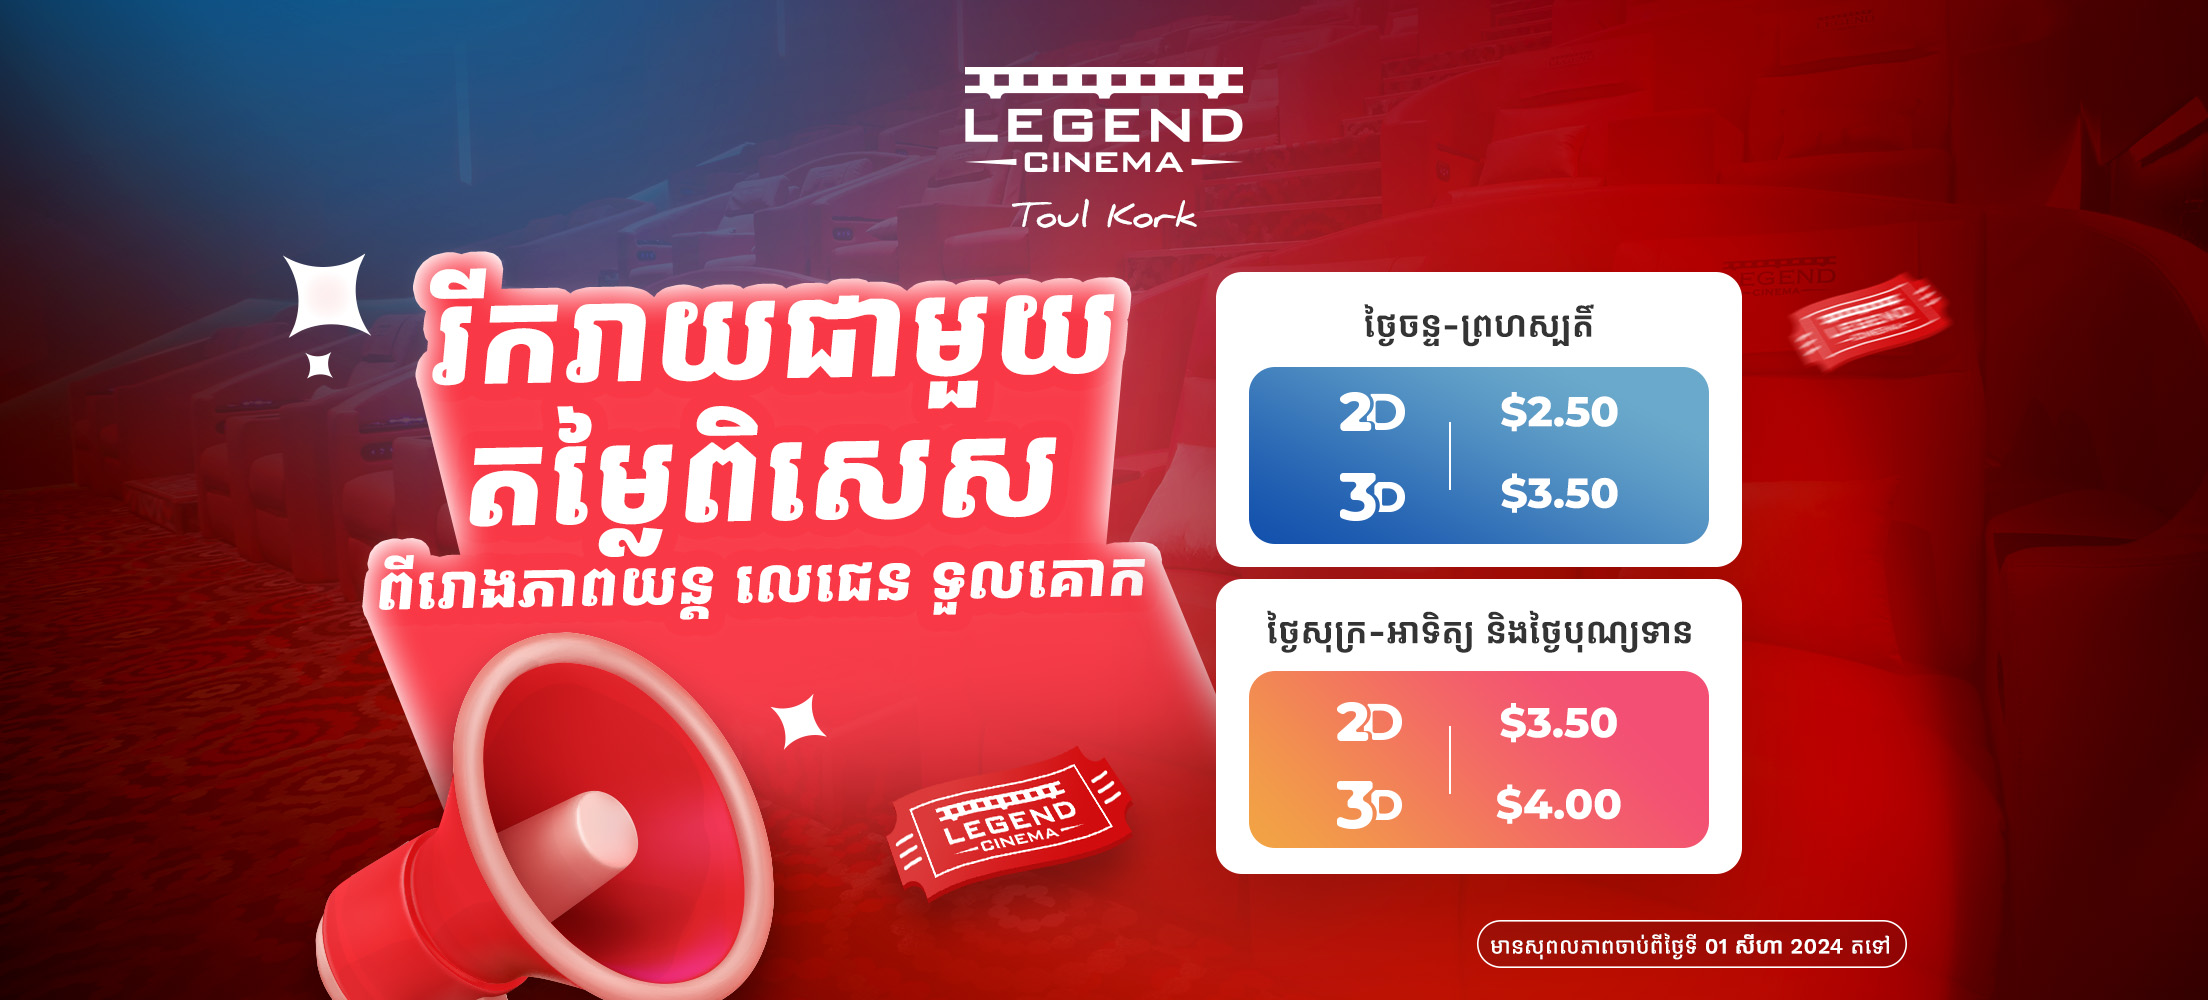 LEGEND
CINEMA
Toul Kork
រីករាយជាមួយ
តម្លៃពិសេស
ពីរោងភាពយន្ត លេជេន ទួលគោក
ថ្ងៃចន្ទ-ព្រហស្បតិ៍
2D $2.50
3D $3.50
ថ្ងៃសុក្រ-អាទិត្យ និងថ្ងៃបុណ្យទាន
2D $3.50
3D $4.00
LEGEND
CINEMA
LEGEND
CINEMA
LEGEND
CINEMA
មានសុពលភាពចាប់ពីថ្ងៃទី 01 សីហា 2024 តទៅ